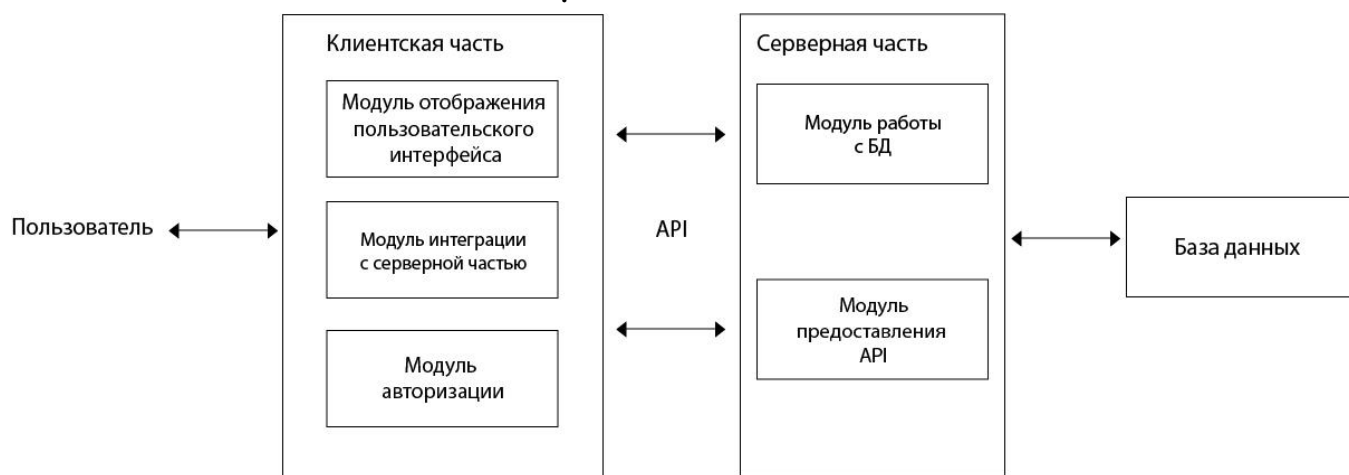 Клиентская часть
Модуль отображения
пользовательского
интерфейса
Модуль интеграции
с серверной частью
Модуль
авторизации
Пользователь
API
Серверная часть
Модуль работы
с БД
Модуль
предоставления
API
База данных